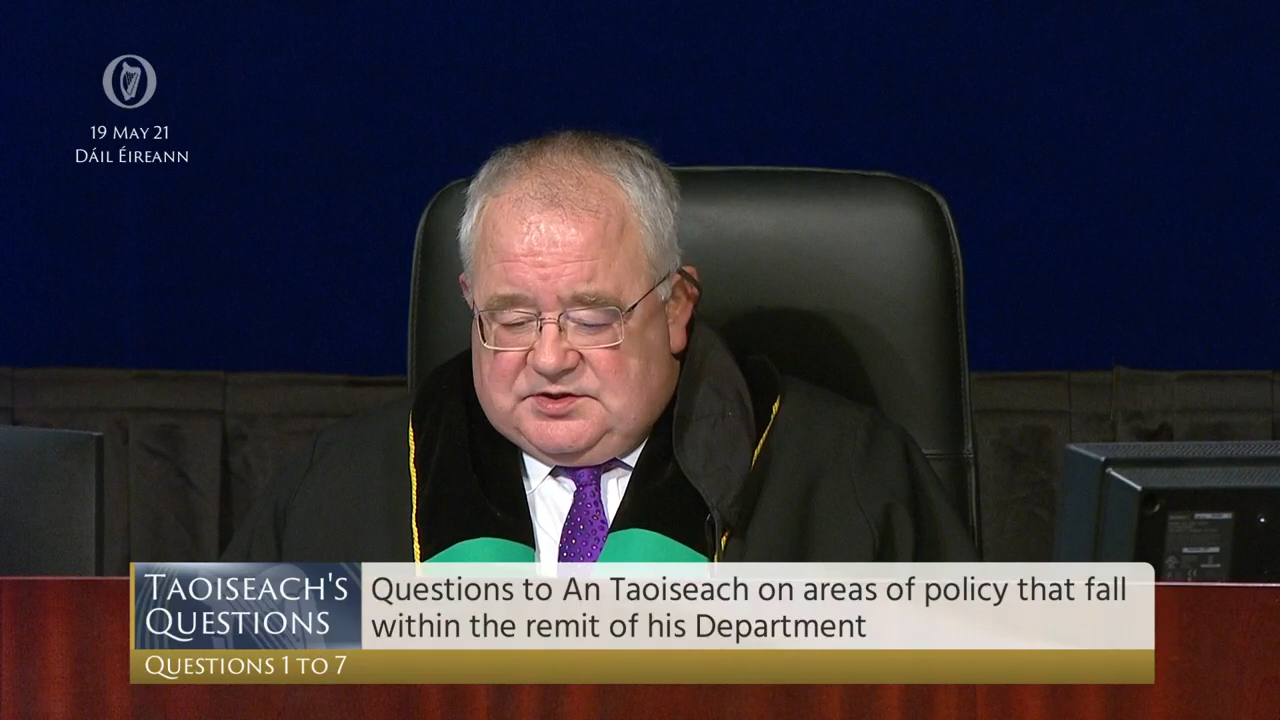 19 May 21
Dáil Éireann
Taoiseach's
Questions
Questions to An Taoiseach on areas of policy that fall
within the remit of his Department
Questions 1 to 7